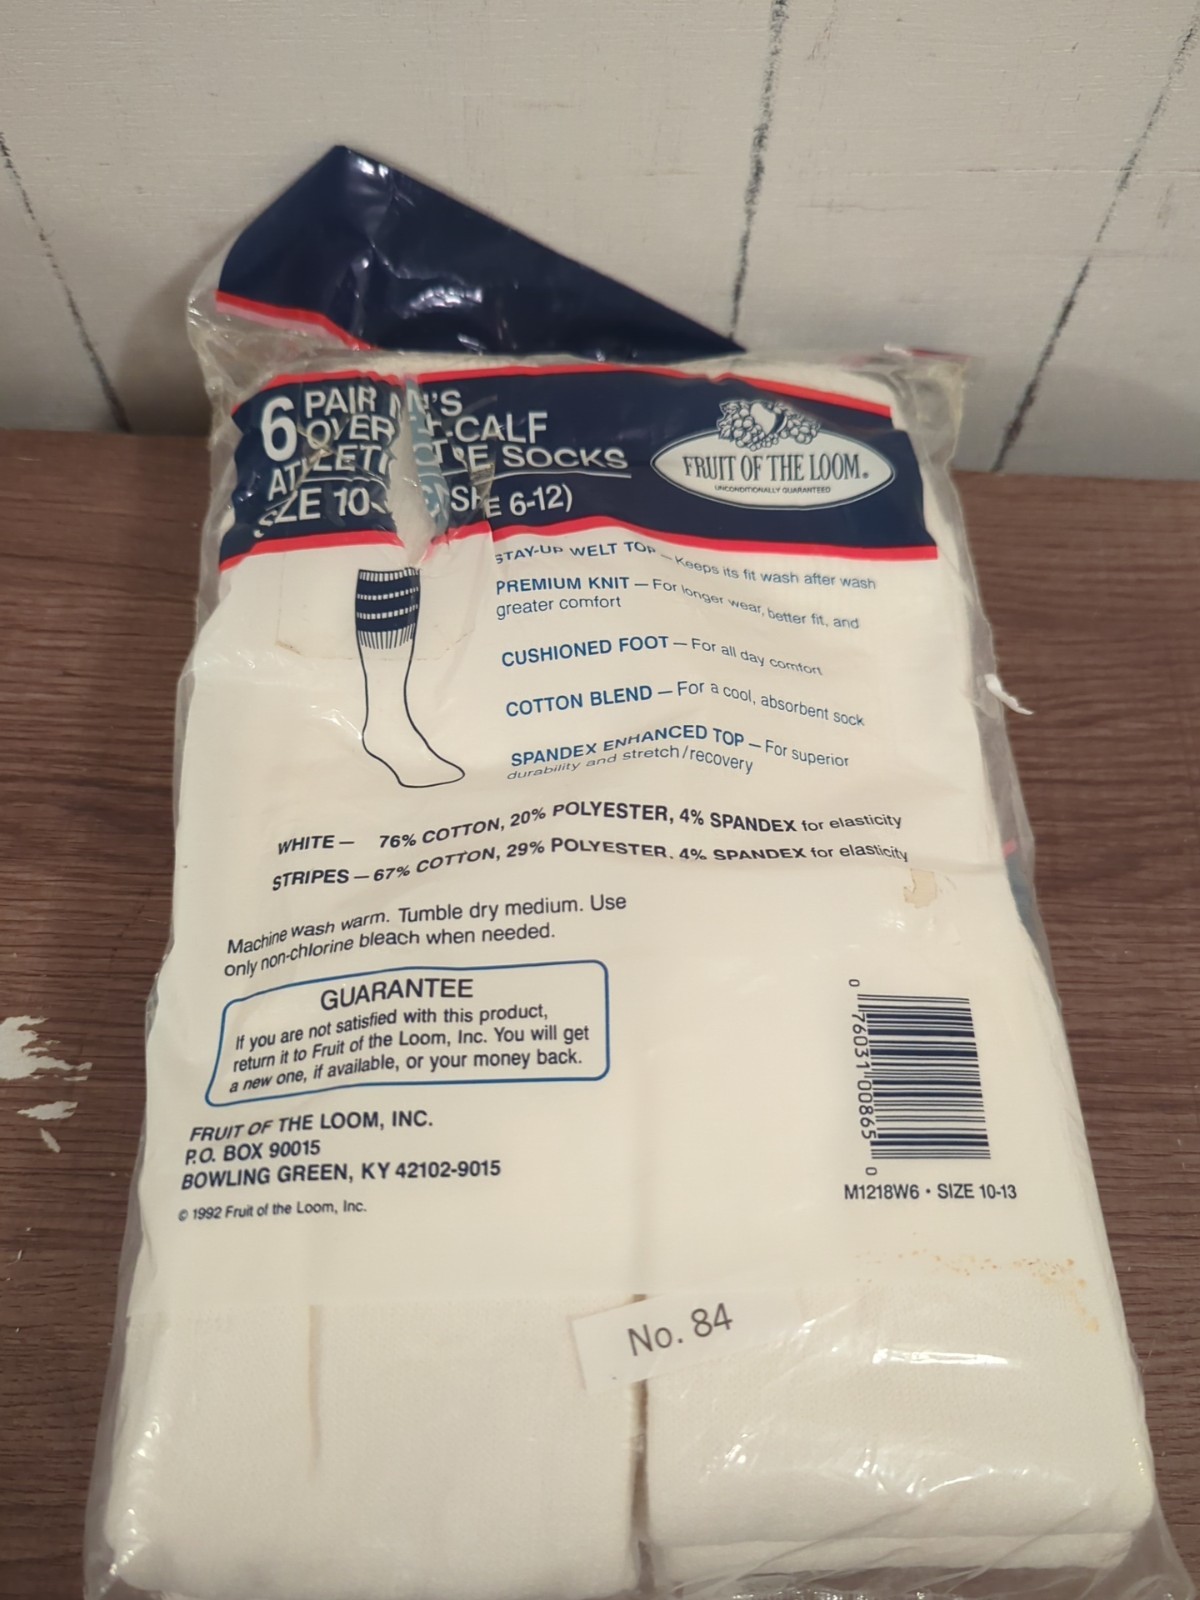 6 PAIR M N'S
OVER T-CALF
ATHLETI TUBE SOCKS
SIZE 10- (SHOE 6-12)
FRUIT OF THE LOOM®
UNCONDITIONALLY GUARANTEED
STAY-UP WELT TOP — Keeps its fit wash after wash
PREMIUM KNIT — For longer wear, better fit, and
greater comfort
CUSHIONED FOOT — For all day comfort
COTTON BLEND — For a cool, absorbent sock
SPANDEX ENHANCED TOP — For superior
durability and stretch/recovery
WHITE — 76% COTTON, 20% POLYESTER, 4% SPANDEX for elasticity
STRIPES — 67% COTTON, 29% POLYESTER, 4% SPANDEX for elasticity
Machine wash warm. Tumble dry medium. Use
only non-chlorine bleach when needed.
GUARANTEE
If you are not satisfied with this product,
return it to Fruit of the Loom, Inc. You will get
a new one, if available, or your money back.
FRUIT OF THE LOOM, INC.
P.O. BOX 90015
BOWLING GREEN, KY 42102-9015
© 1992 Fruit of the Loom, Inc.
0 76031 00865 0
M1218W6 • SIZE 10-13
No. 84